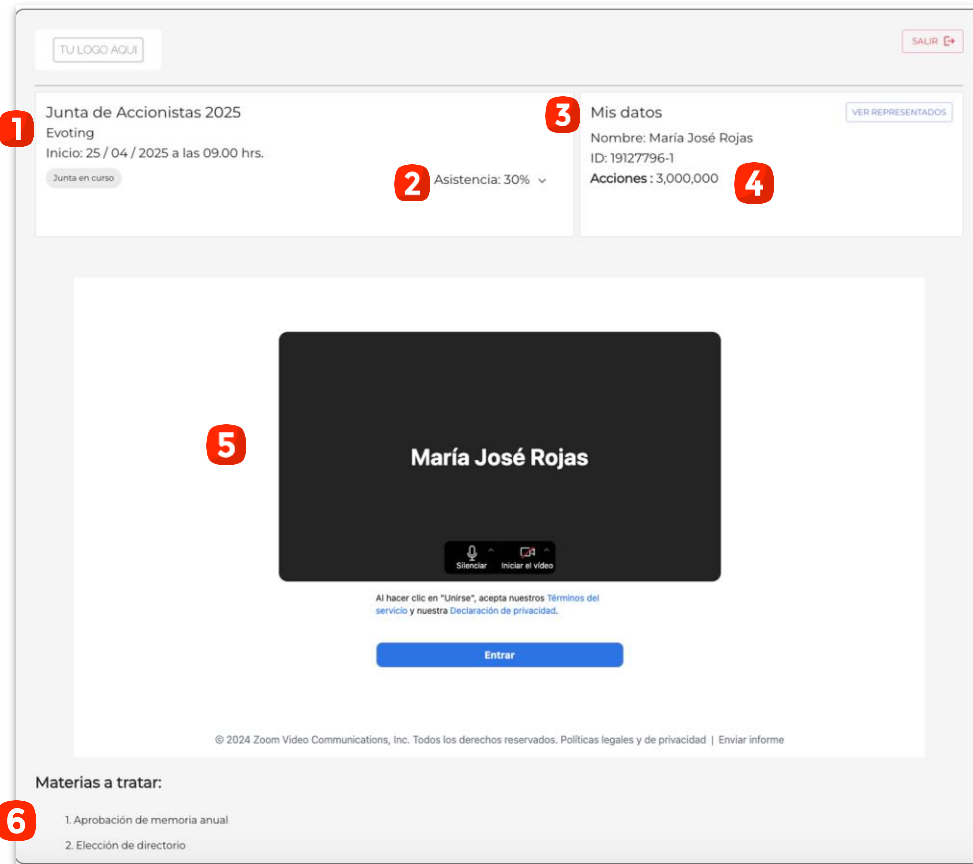 TU LOGO AQUI
SALIR
1
Junta de Accionistas 2025
Evoting
Inicio: 25 / 04 / 2025 a las 09.00 hrs.
Junta en curso
2
Asistencia: 30%
3
Mis datos
VER REPRESENTADOS
Nombre: María José Rojas
ID: 19127796-1
Acciones : 3,000,000
4
5
María José Rojas
Silenciar
Iniciar el vídeo
Al hacer clic en "Unirse", acepta nuestros Términos del
servicio y nuestra Declaración de privacidad.
Entrar
© 2024 Zoom Video Communications, Inc. Todos los derechos reservados. Políticas legales y de privacidad | Enviar informe
Materias a tratar:
6
1. Aprobación de memoria anual
2. Elección de directorio